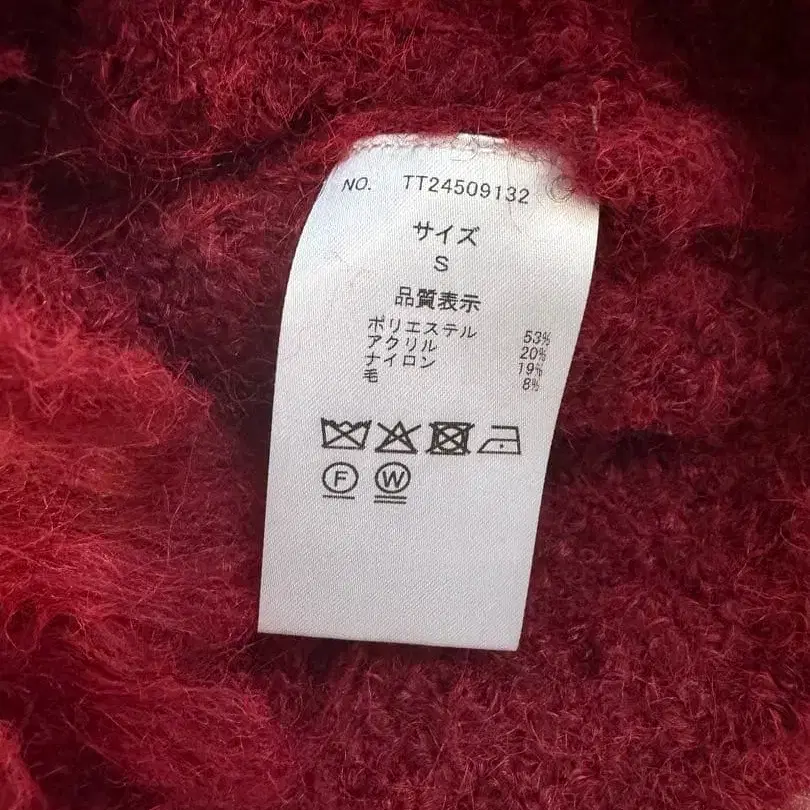 NO. TT24509132
サイズ
S
品質表示
ポリエステル 53%
アクリル 20%
ナイロン 19%
毛 8%
F W